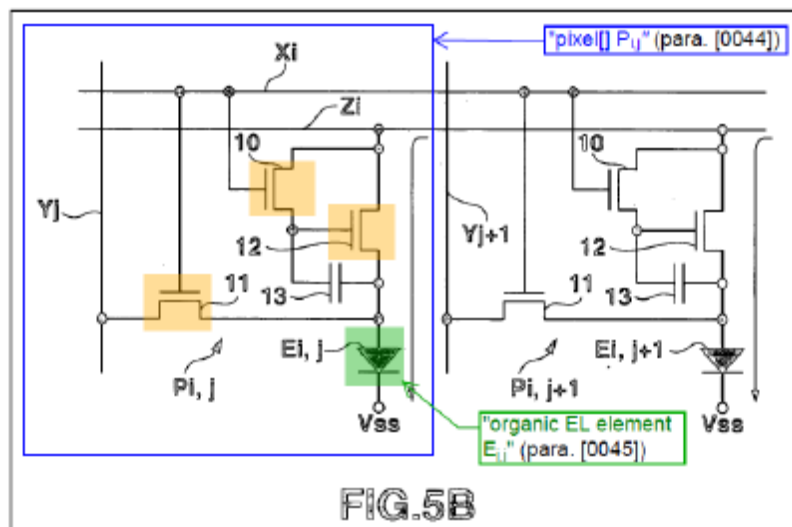 "pixel[] Pi,j" (para. [0044])
Xi
Zi
10
10
Yj
12
Yj+1
12
11
13
11
13
Ei, j
Ei, j+1
Pi, j
Pi, j+1
Vss
Vss
"organic EL element
Ei,j" (para. [0045])
FIG.5B